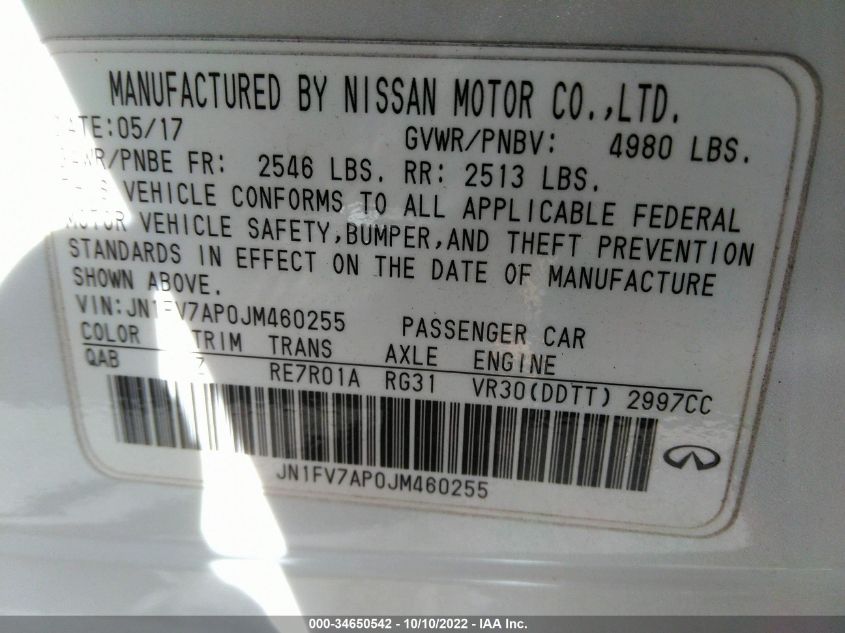 MANUFACTURED BY NISSAN MOTOR CO.,LTD.
DATE:05/17 GVWR/PNBV: 4980 LBS.
GAWR/PNBE FR: 2546 LBS. RR: 2513 LBS.
THIS VEHICLE CONFORMS TO ALL APPLICABLE FEDERAL
MOTOR VEHICLE SAFETY,BUMPER,AND THEFT PREVENTION
STANDARDS IN EFFECT ON THE DATE OF MANUFACTURE
SHOWN ABOVE.
VIN:JN1FV7AP0JM460255 PASSENGER CAR
COLOR TRIM TRANS AXLE ENGINE
QAB RE7R01A RG31 VR30(DDTT) 2997CC
JN1FV7AP0JM460255
000-34650542 - 10/10/2022 - IAA Inc.